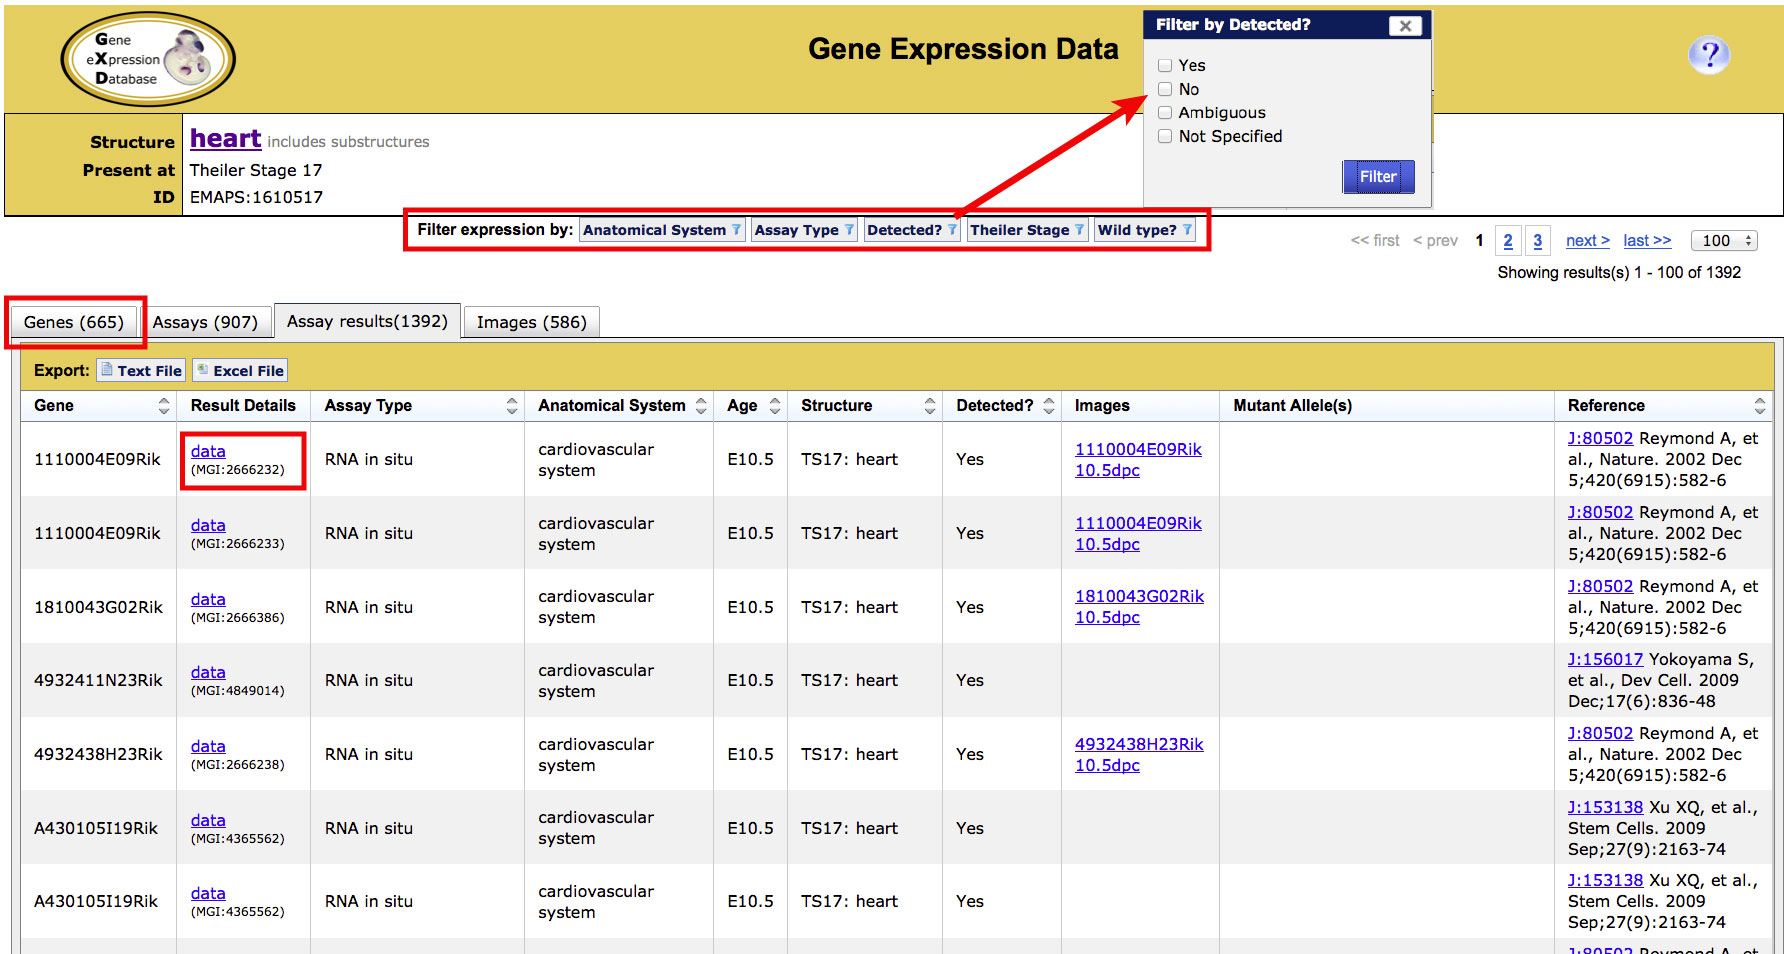 Gene
eXpression
Database
Gene Expression Data
Filter by Detected?
Yes
No
Ambiguous
Not Specified
Filter
?
Structure heart includes substructures
Present at Theiler Stage 17
ID EMAPS:1610517
Filter expression by: Anatomical System Assay Type Detected? Theiler Stage Wild type?
<< first < prev 1 2 3 next > last >> 100
Showing results(s) 1 - 100 of 1392
Genes (665) Assays (907) Assay results(1392) Images (586)
Export: Text File Excel File
Gene Result Details Assay Type Anatomical System Age Structure Detected? Images Mutant Allele(s) Reference
1110004E09Rik
data
(MGI:2666232)
RNA in situ
cardiovascular
system
E10.5
TS17: heart
Yes
1110004E09Rik
10.5dpc
J:80502 Reymond A, et
al., Nature. 2002 Dec
5;420(6915):582-6
1110004E09Rik
data
(MGI:2666233)
RNA in situ
cardiovascular
system
E10.5
TS17: heart
Yes
1110004E09Rik
10.5dpc
J:80502 Reymond A, et
al., Nature. 2002 Dec
5;420(6915):582-6
1810043G02Rik
data
(MGI:2666386)
RNA in situ
cardiovascular
system
E10.5
TS17: heart
Yes
1810043G02Rik
10.5dpc
J:80502 Reymond A, et
al., Nature. 2002 Dec
5;420(6915):582-6
4932411N23Rik
data
(MGI:4849014)
RNA in situ
cardiovascular
system
E10.5
TS17: heart
Yes
J:156017 Yokoyama S,
et al., Dev Cell. 2009
Dec;17(6):836-48
4932438H23Rik
data
(MGI:2666238)
RNA in situ
cardiovascular
system
E10.5
TS17: heart
Yes
4932438H23Rik
10.5dpc
J:80502 Reymond A, et
al., Nature. 2002 Dec
5;420(6915):582-6
A430105I19Rik
data
(MGI:4365562)
RNA in situ
cardiovascular
system
E10.5
TS17: heart
Yes
J:153138 Xu XQ, et al.,
Stem Cells. 2009
Sep;27(9):2163-74
A430105I19Rik
data
(MGI:4365562)
RNA in situ
cardiovascular
system
E10.5
TS17: heart
Yes
J:153138 Xu XQ, et al.,
Stem Cells. 2009
Sep;27(9):2163-74
J:80502 Reymond A, et